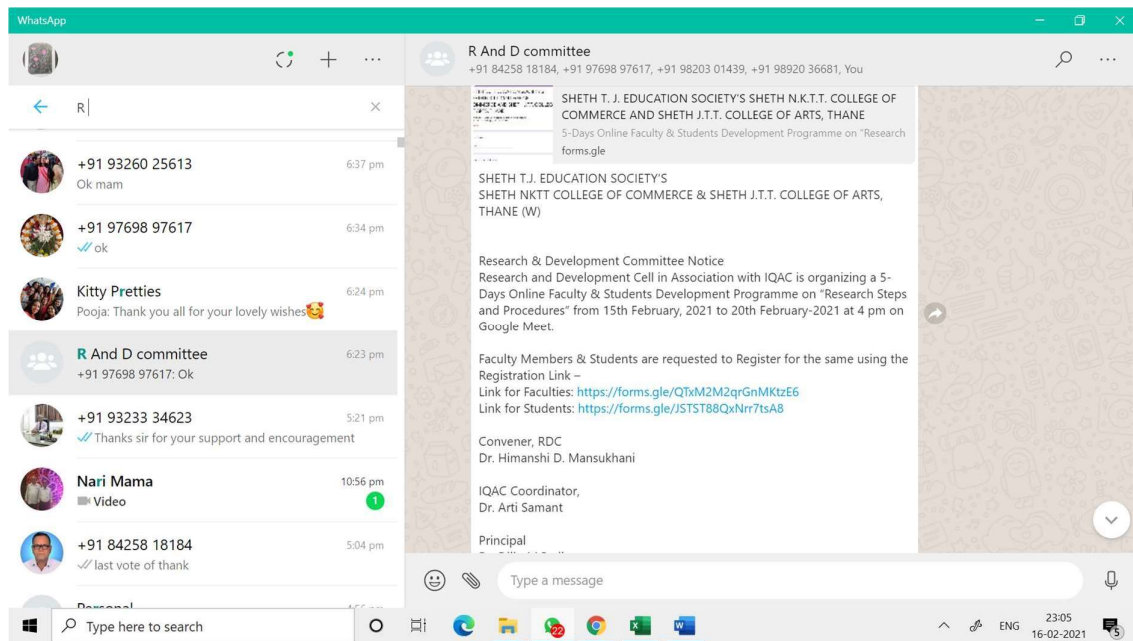 WhatsApp
R
+91 93260 25613
6:37 pm
Ok mam
+91 97698 97617
6:34 pm
ok
Kitty Pretties
6:24 pm
Pooja: Thank you all for your lovely wishes🥰
R And D committee
6:23 pm
+91 97698 97617: Ok
+91 93233 34623
5:21 pm
Thanks sir for your support and encouragement
Nari Mama
10:56 pm
Video
1
+91 84258 18184
5:04 pm
last vote of thank
Personal
R And D committee
+91 84258 18184, +91 97698 97617, +91 98203 01439, +91 98920 36681, You
SHETH T. J. EDUCATION SOCIETY'S SHETH N.K.T.T. COLLEGE OF
COMMERCE AND SHETH J.T.T. COLLEGE OF ARTS, THANE
5-Days Online Faculty & Students Development Programme on "Research
forms.gle
SHETH T.J. EDUCATION SOCIETY'S
SHETH NKTT COLLEGE OF COMMERCE & SHETH J.T.T. COLLEGE OF ARTS,
THANE (W)
Research & Development Committee Notice
Research and Development Cell in Association with IQAC is organizing a 5-
Days Online Faculty & Students Development Programme on "Research Steps
and Procedures" from 15th February, 2021 to 20th February-2021 at 4 pm on
Google Meet.
Faculty Members & Students are requested to Register for the same using the
Registration Link –
Link for Faculties: https://forms.gle/QTxM2M2qrGnMKtzE6
Link for Students: https://forms.gle/JSTST88QxNrr7tsA8
Convener, RDC
Dr. Himanshi D. Mansukhani
IQAC Coordinator,
Dr. Arti Samant
Principal
Type a message
Type here to search
22
ENG
23:05
16-02-2021
5